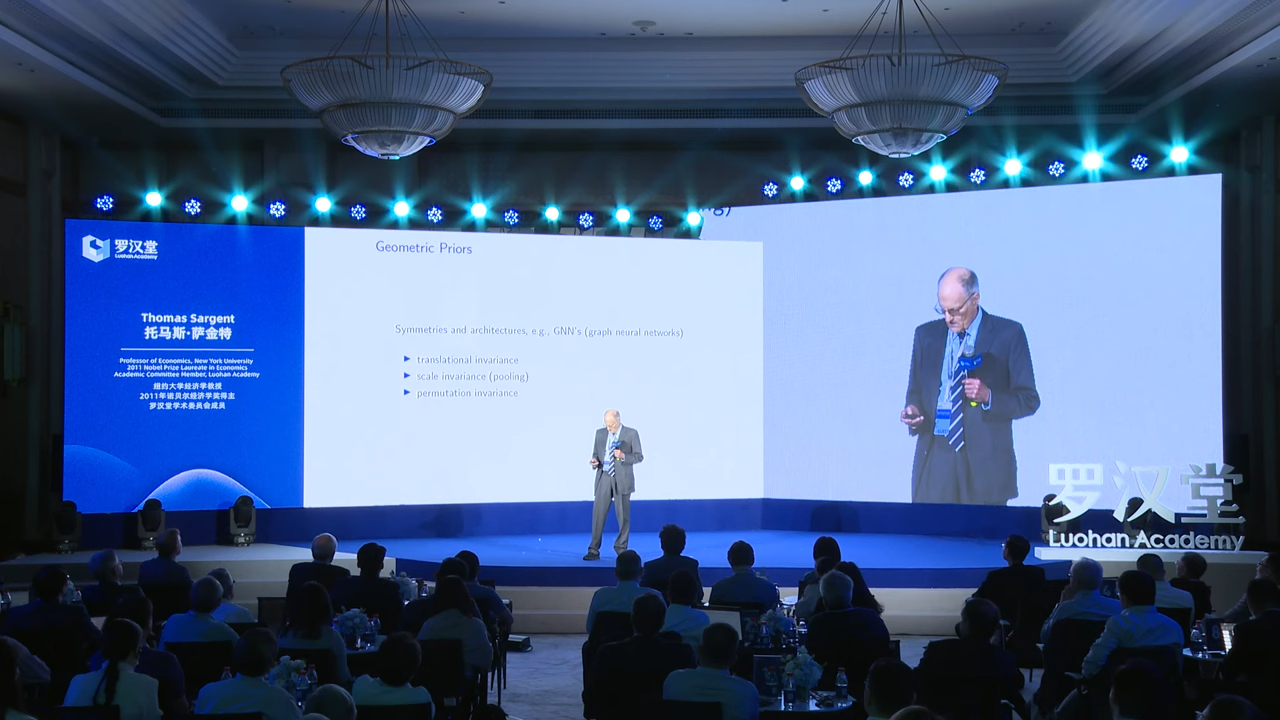 罗汉堂
Luohan Academy
Thomas Sargent
托马斯·萨金特
Professor of Economics, New York University
2011 Nobel Prize Laureate in Economics
Academic Committee Member, Luohan Academy
纽约大学经济学教授
2011年诺贝尔经济学奖得主
罗汉堂学术委员会成员
Geometric Priors
Symmetries and architectures, e.g., GNN's (graph neural networks)
translational invariance
scale invariance (pooling)
permutation invariance
罗汉堂
Luohan Academy